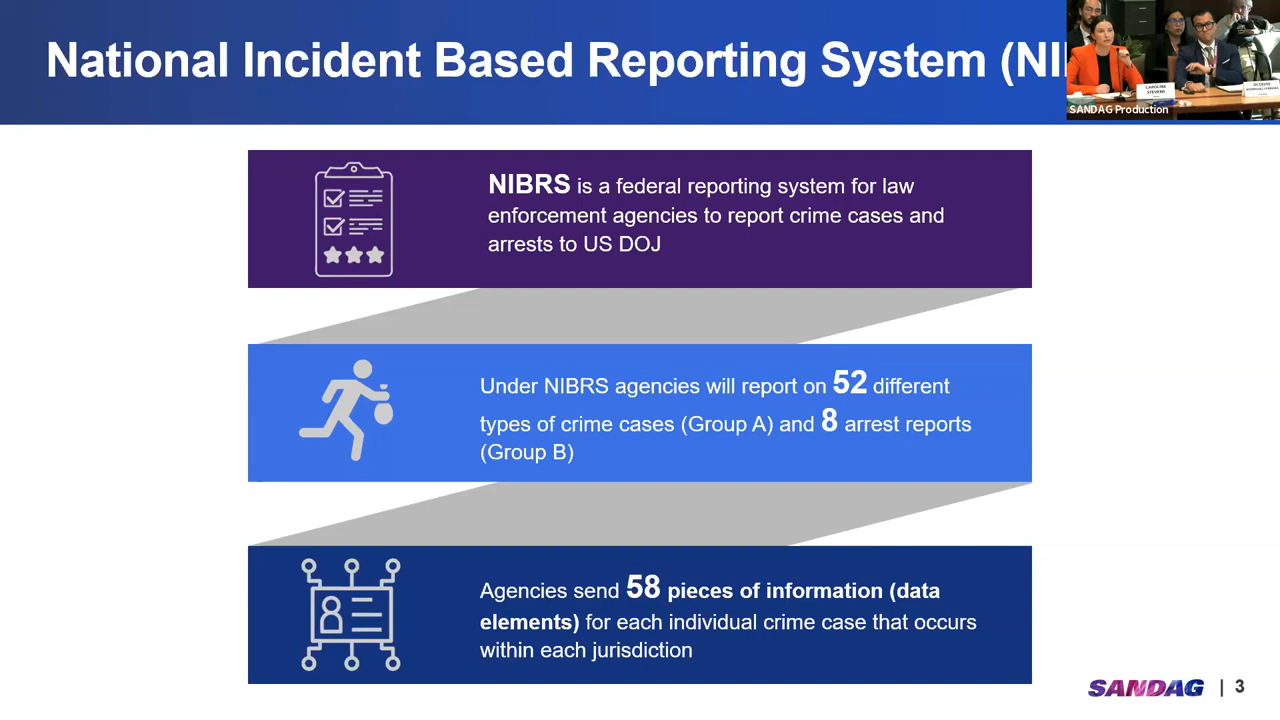 National Incident Based Reporting System (NI
CAROLINE
STEVENS
OCTAVIO
SANDAG Production
NIBRS is a federal reporting system for law
enforcement agencies to report crime cases and
arrests to US DOJ
Under NIBRS agencies will report on 52 different
types of crime cases (Group A) and 8 arrest reports
(Group B)
Agencies send 58 pieces of information (data
elements) for each individual crime case that occurs
within each jurisdiction
SANDAG | 3